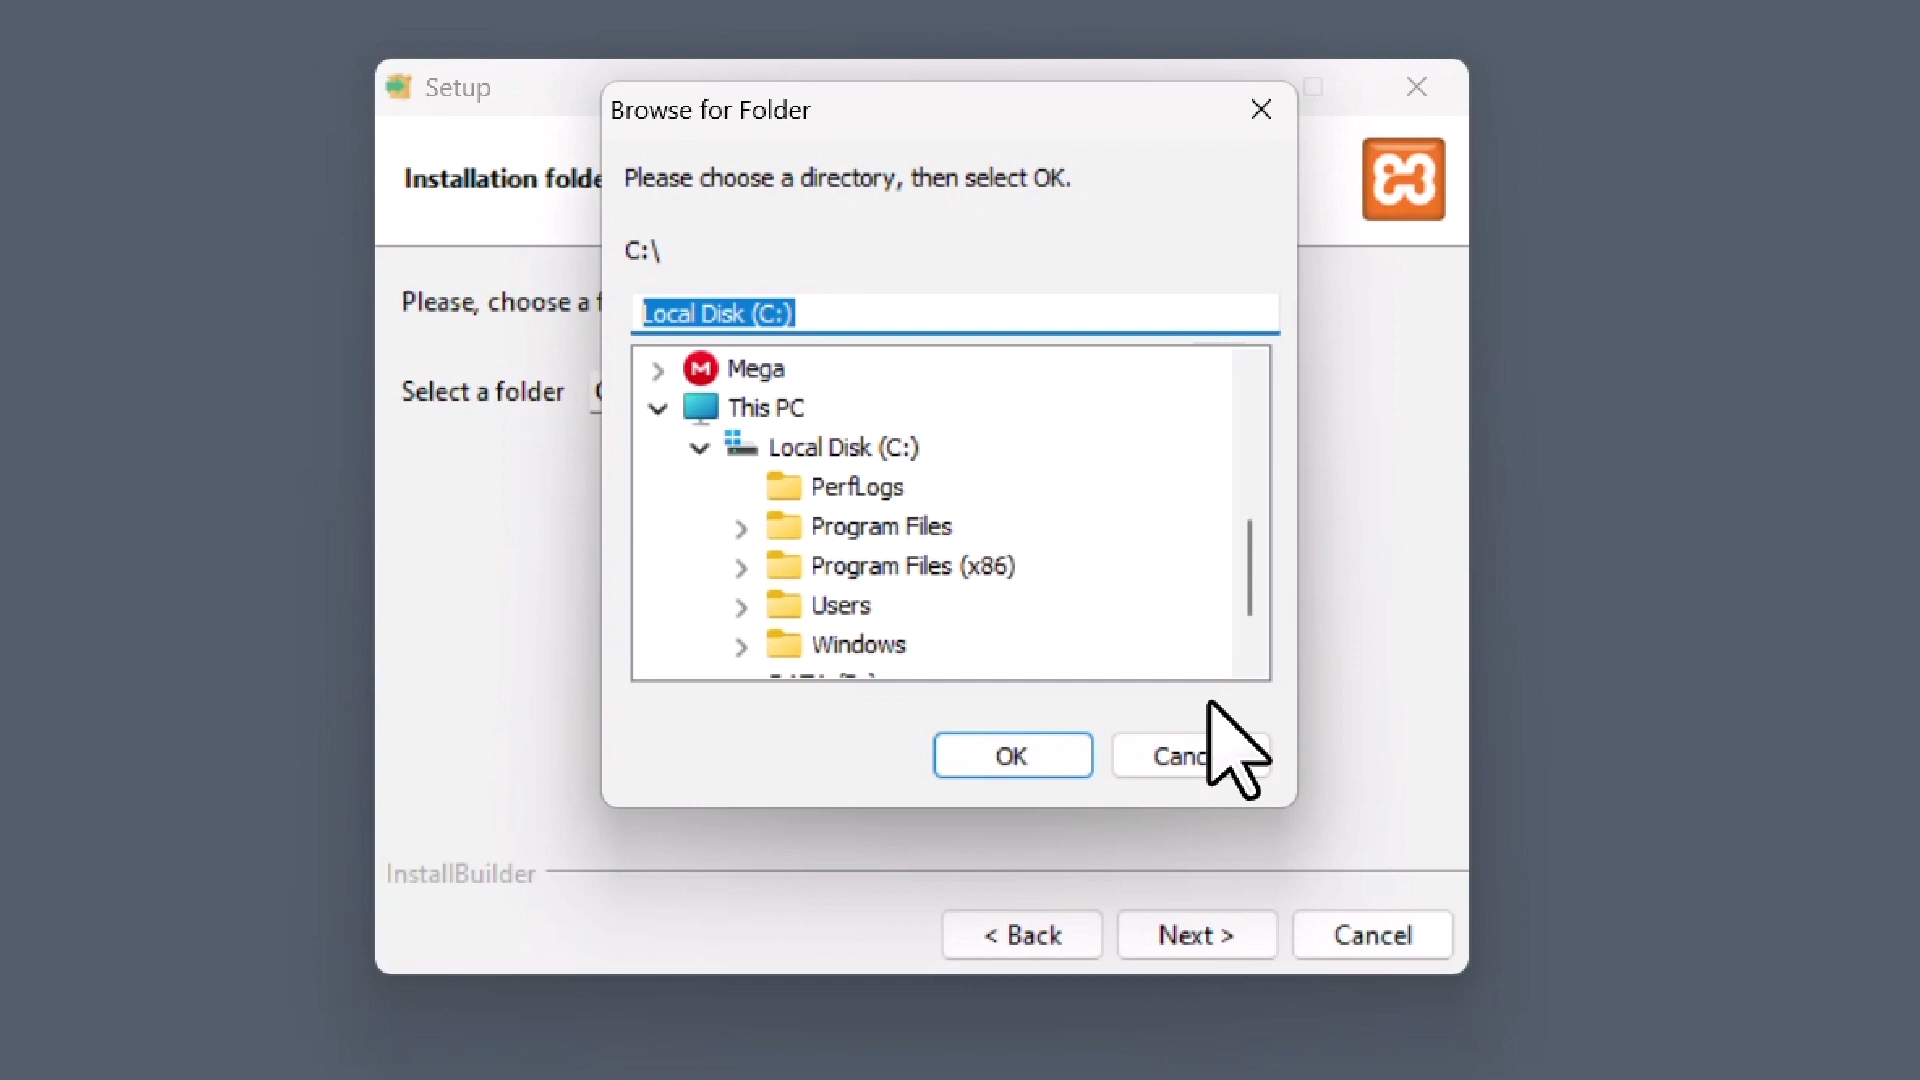 Setup
Browse for Folder
Installation folde
Please choose a directory, then select OK.
C:\
Please, choose a f
Local Disk (C:)
Select a folder
Mega
This PC
Local Disk (C:)
PerfLogs
Program Files
Program Files (x86)
Users
Windows
OK
Canc
InstallBuilder
< Back
Next >
Cancel